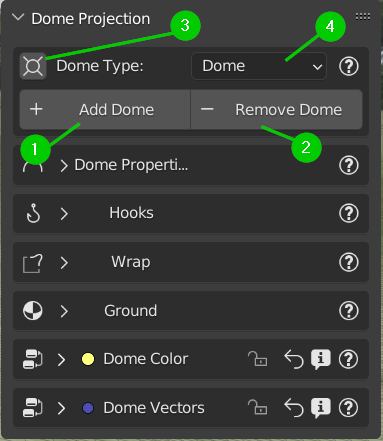 Dome Projection
3
4
Dome Type: Dome ?
+ Add Dome − Remove Dome
1
2
Dome Properti... ?
Hooks ?
Wrap ?
Ground ?
Dome Color i ?
Dome Vectors i ?